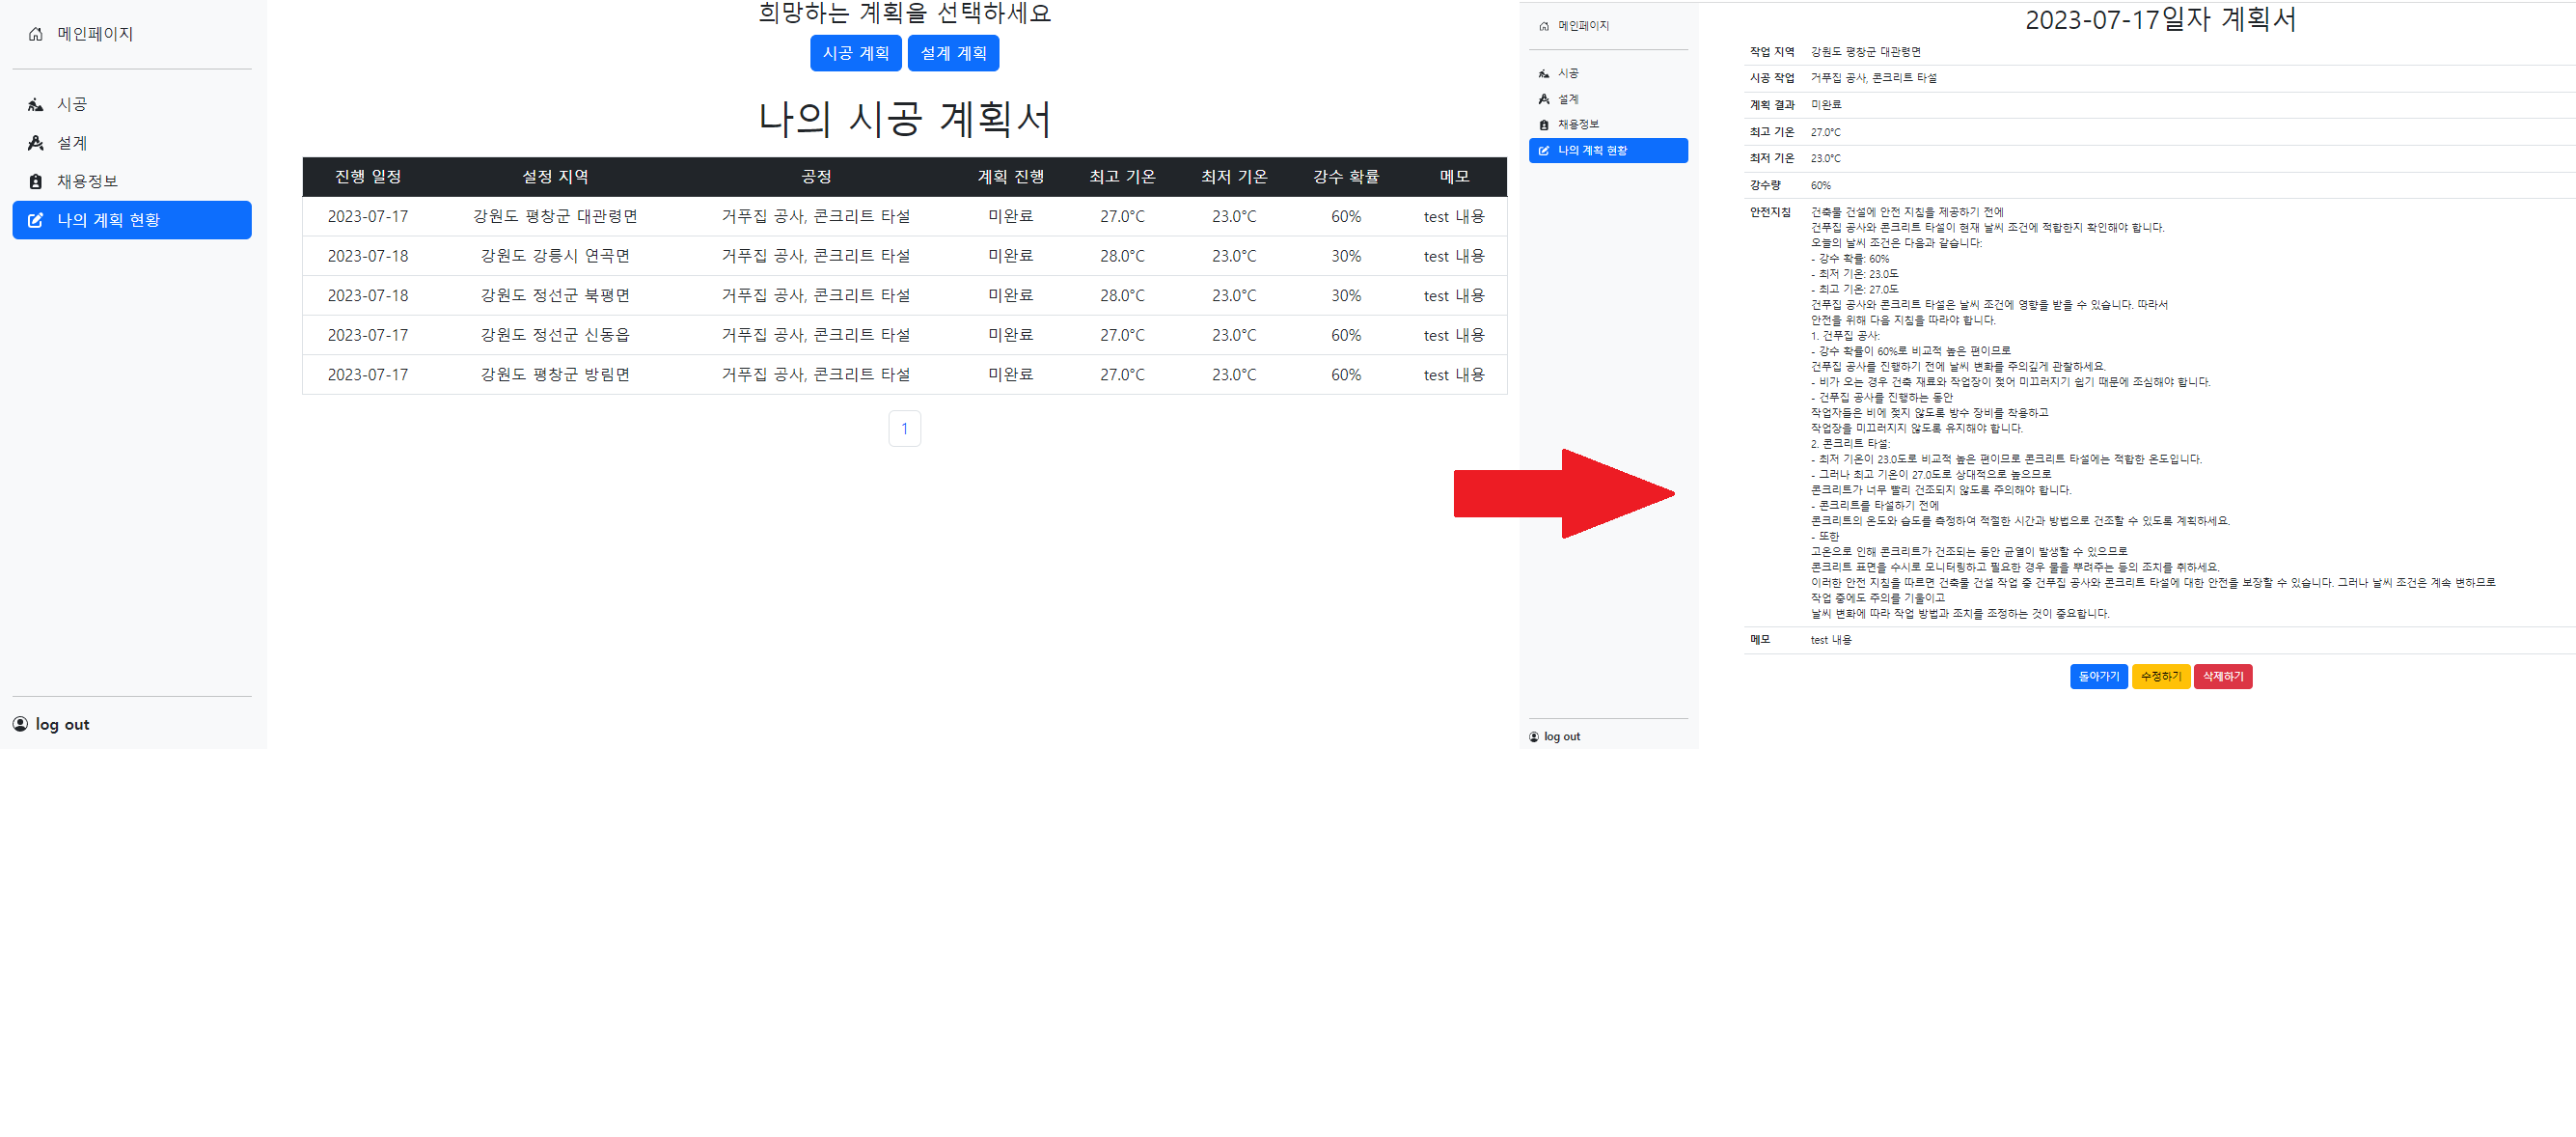 메인페이지
시공
설계
채용정보
나의 계획 현황
log out
희망하는 계획을 선택하세요
시공 계획 설계 계획
나의 시공 계획서
진행 일정 설정 지역 공정 계획 진행 최고 기온 최저 기온 강수 확률 메모
2023-07-17 강원도 평창군 대관령면 거푸집 공사, 콘크리트 타설 미완료 27.0°C 23.0°C 60% test 내용
2023-07-18 강원도 강릉시 연곡면 거푸집 공사, 콘크리트 타설 미완료 28.0°C 23.0°C 30% test 내용
2023-07-18 강원도 정선군 북평면 거푸집 공사, 콘크리트 타설 미완료 28.0°C 23.0°C 30% test 내용
2023-07-17 강원도 정선군 신동읍 거푸집 공사, 콘크리트 타설 미완료 27.0°C 23.0°C 60% test 내용
2023-07-17 강원도 평창군 방림면 거푸집 공사, 콘크리트 타설 미완료 27.0°C 23.0°C 60% test 내용
1
메인페이지
시공
설계
채용정보
나의 계획 현황
log out
2023-07-17일자 계획서
작업 지역 강원도 평창군 대관령면
시공 작업 거푸집 공사, 콘크리트 타설
계획 결과 미완료
최고 기온 27.0°C
최저 기온 23.0°C
강수량 60%
안전지침 건축물 건설에 안전 지침을 제공하기 전에
건푸집 공사와 콘크리트 타설이 현재 날씨 조건에 적합한지 확인해야 합니다.
오늘의 날씨 조건은 다음과 같습니다:
- 강수 확률: 60%
- 최저 기온: 23.0도
- 최고 기온: 27.0도
건푸집 공사와 콘크리트 타설은 날씨 조건에 영향을 받을 수 있습니다. 따라서
안전을 위해 다음 지침을 따라야 합니다.
1. 건푸집 공사:
- 강수 확률이 60%로 비교적 높은 편이므로
건푸집 공사를 진행하기 전에 날씨 변화를 주의깊게 관찰하세요.
- 비가 오는 경우 건축 재료와 작업장이 젖어 미끄러지기 쉽기 때문에 조심해야 합니다.
- 건푸집 공사를 진행하는 동안
작업자들은 비에 젖지 않도록 방수 장비를 착용하고
작업장을 미끄러지지 않도록 유지해야 합니다.
2. 콘크리트 타설:
- 최저 기온이 23.0도로 비교적 높은 편이므로 콘크리트 타설에는 적합한 온도입니다.
- 그러나 최고 기온이 27.0도로 상대적으로 높으므로
콘크리트가 너무 빨리 건조되지 않도록 주의해야 합니다.
- 콘크리트를 타설하기 전에
콘크리트의 온도와 습도를 측정하여 적절한 시간과 방법으로 건조할 수 있도록 계획하세요.
- 또한
고온으로 인해 콘크리트가 건조되는 동안 균열이 발생할 수 있으므로
콘크리트 표면을 수시로 모니터링하고 필요한 경우 물을 뿌려주는 등의 조치를 취하세요.
이러한 안전 지침을 따르면 건축물 건설 작업 중 건푸집 공사와 콘크리트 타설에 대한 안전을 보장할 수 있습니다. 그러나 날씨 조건은 계속 변하므로
작업 중에도 주의를 기울이고
날씨 변화에 따라 작업 방법과 조치를 조정하는 것이 중요합니다.
메모 test 내용
돌아가기 수정하기 삭제하기